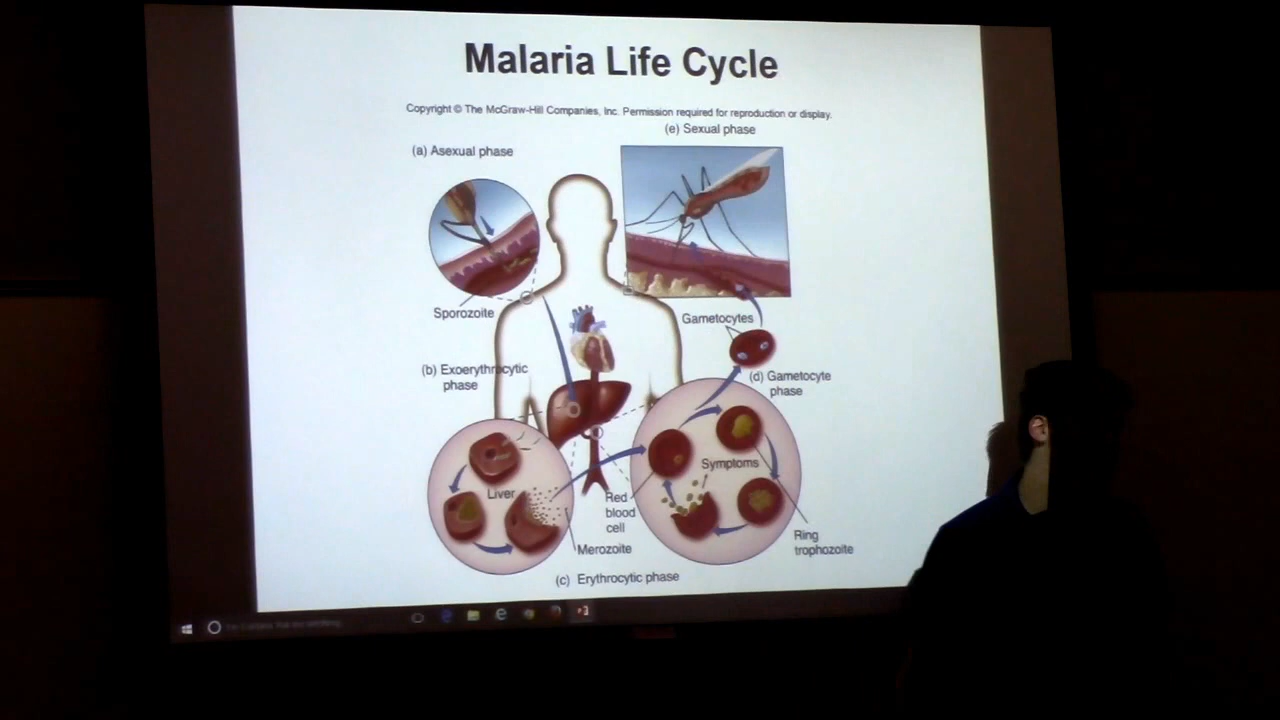 Malaria Life Cycle
Copyright © The McGraw-Hill Companies, Inc. Permission required for reproduction or display.
(e) Sexual phase
(a) Asexual phase
Sporozoite
Gametocytes
(b) Exoerythrocytic
phase
(d) Gametocyte
phase
Symptoms
Liver
Red
blood
cell
Ring
trophozoite
Merozoite
(c) Erythrocytic phase